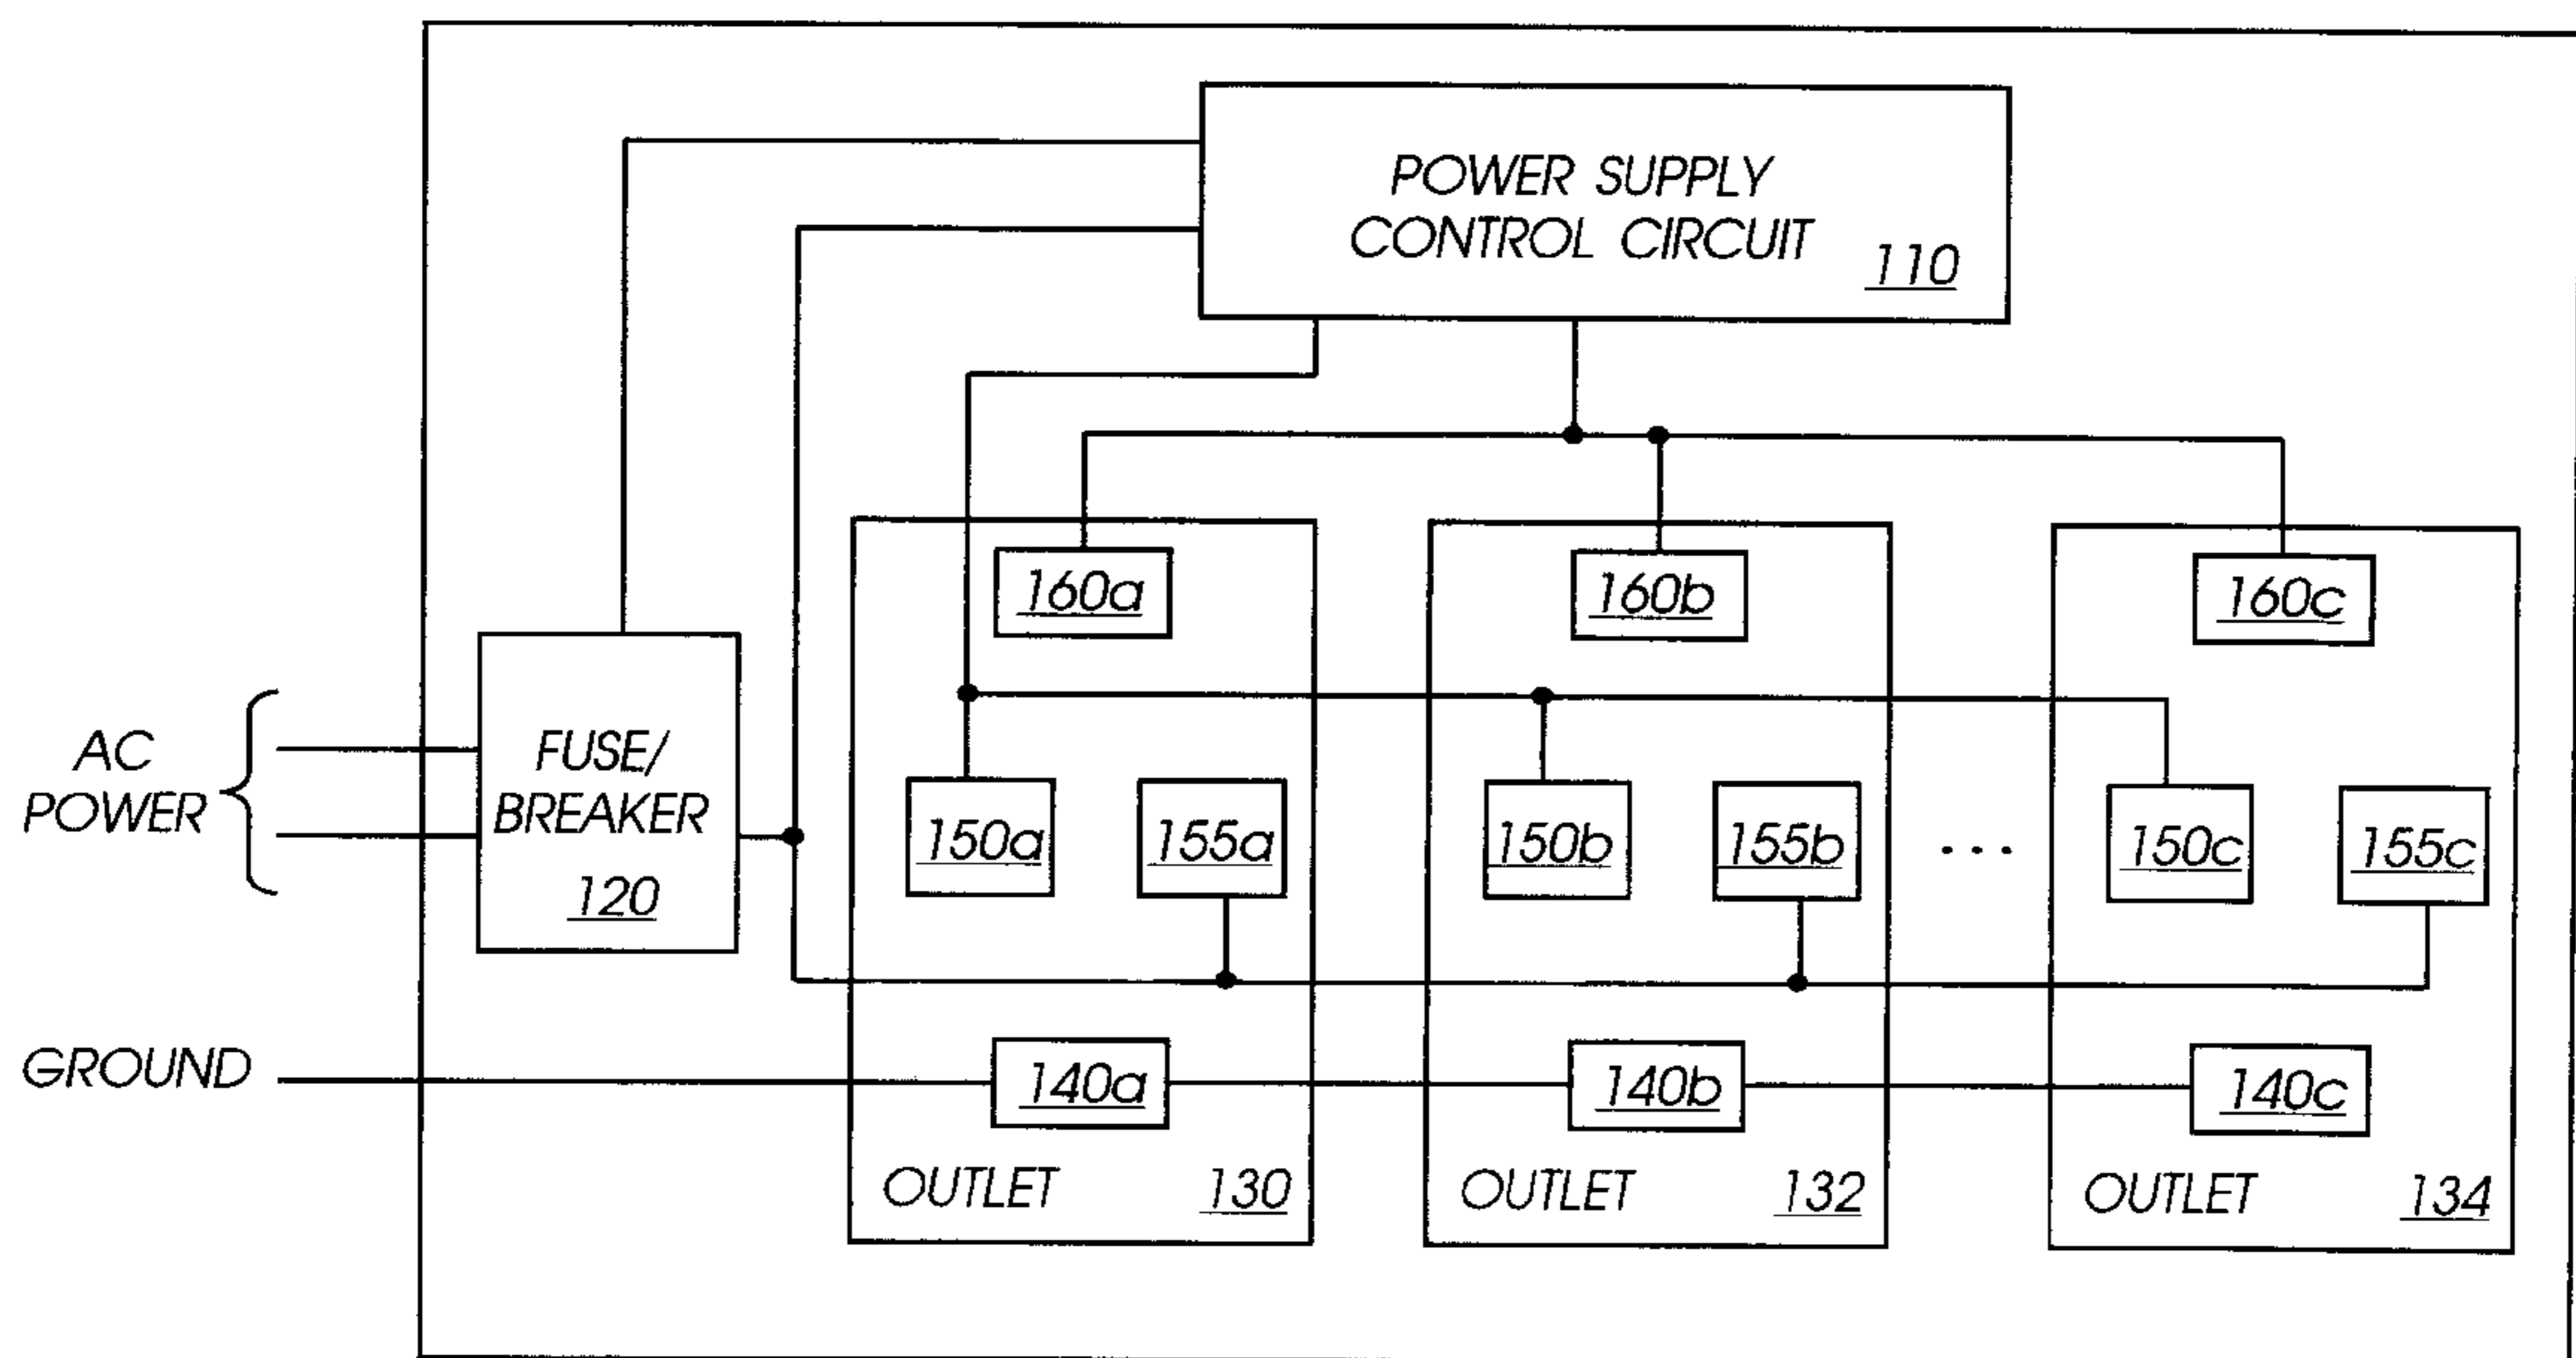 POWER SUPPLY
CONTROL CIRCUIT
110
160a
160b
160c
AC
POWER
FUSE/
BREAKER
120
150a
155a
150b
155b
...
150c
155c
GROUND
140a
140b
140c
OUTLET 130
OUTLET 132
OUTLET 134